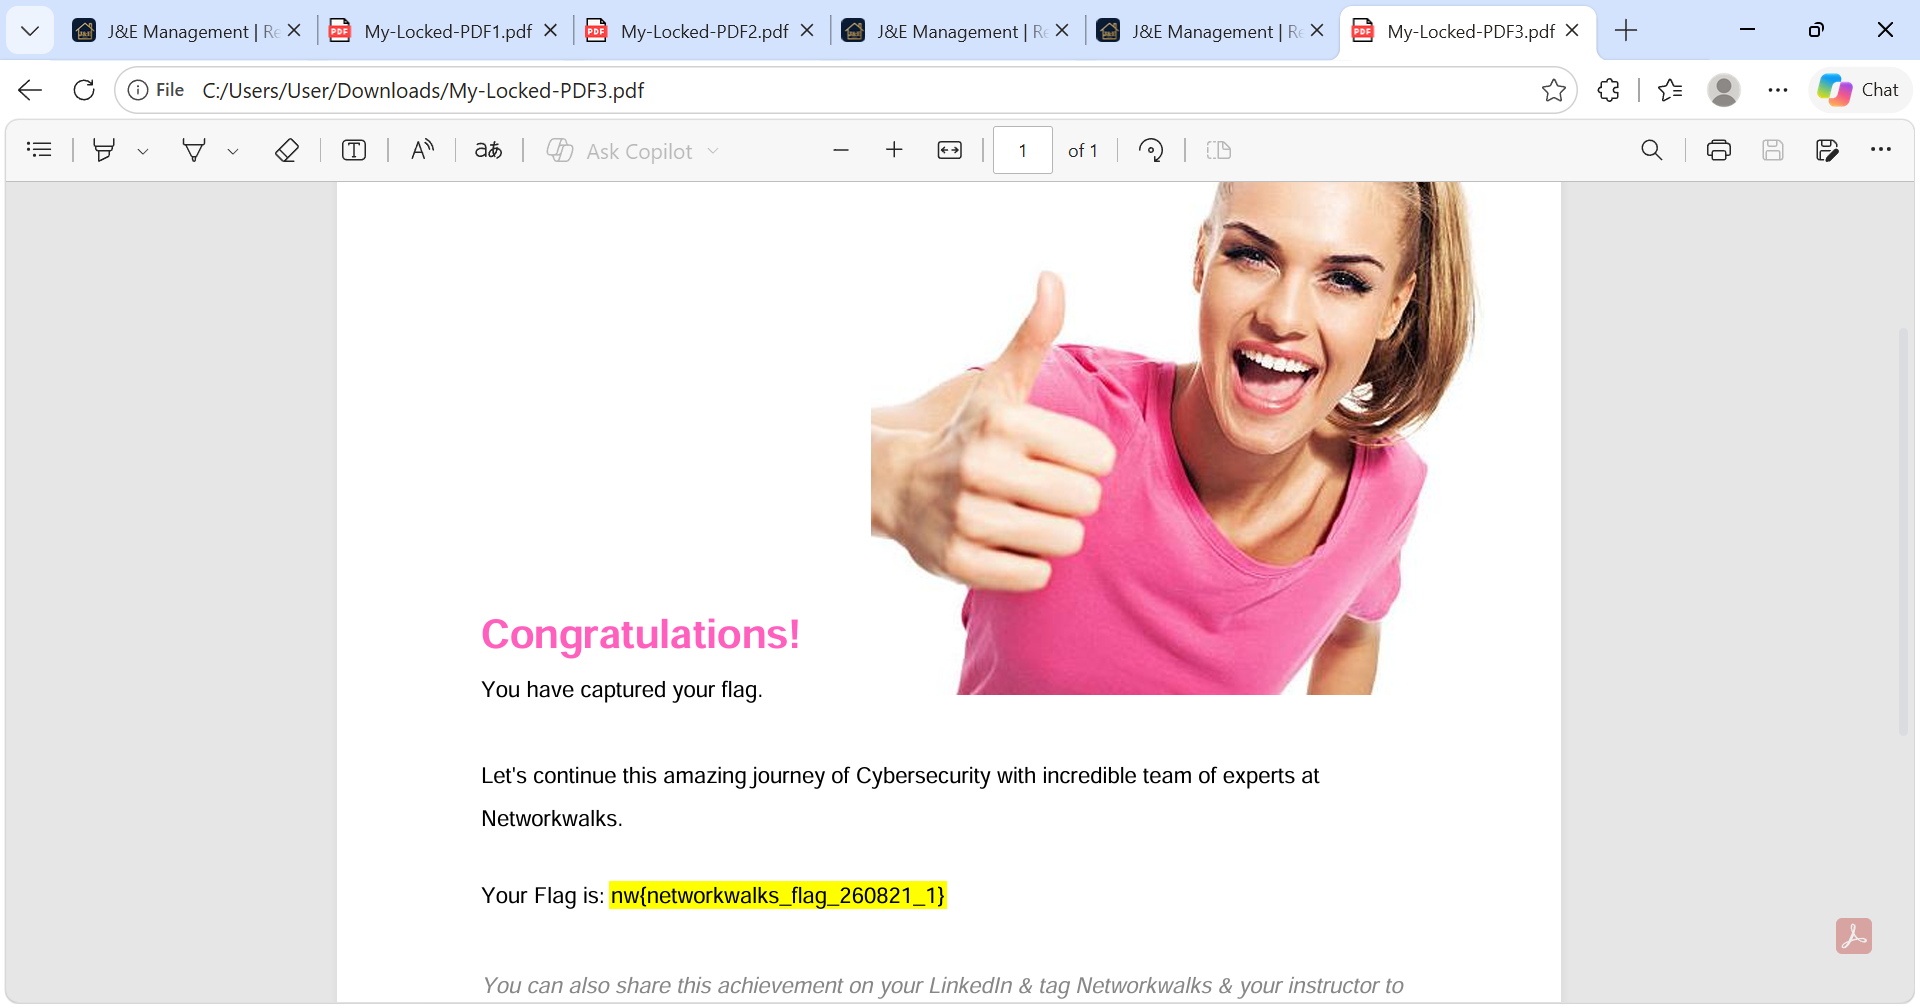 J&E Management | Re
My-Locked-PDF1.pdf
My-Locked-PDF2.pdf
J&E Management | Re
J&E Management | Re
My-Locked-PDF3.pdf
File C:/Users/User/Downloads/My-Locked-PDF3.pdf
Chat
T
A
aあ
Ask Copilot
1 of 1
Congratulations!
You have captured your flag.
Let's continue this amazing journey of Cybersecurity with incredible team of experts at
Networkwalks.
Your Flag is: nw{networkwalks_flag_260821_1}
You can also share this achievement on your LinkedIn & tag Networkwalks & your instructor to